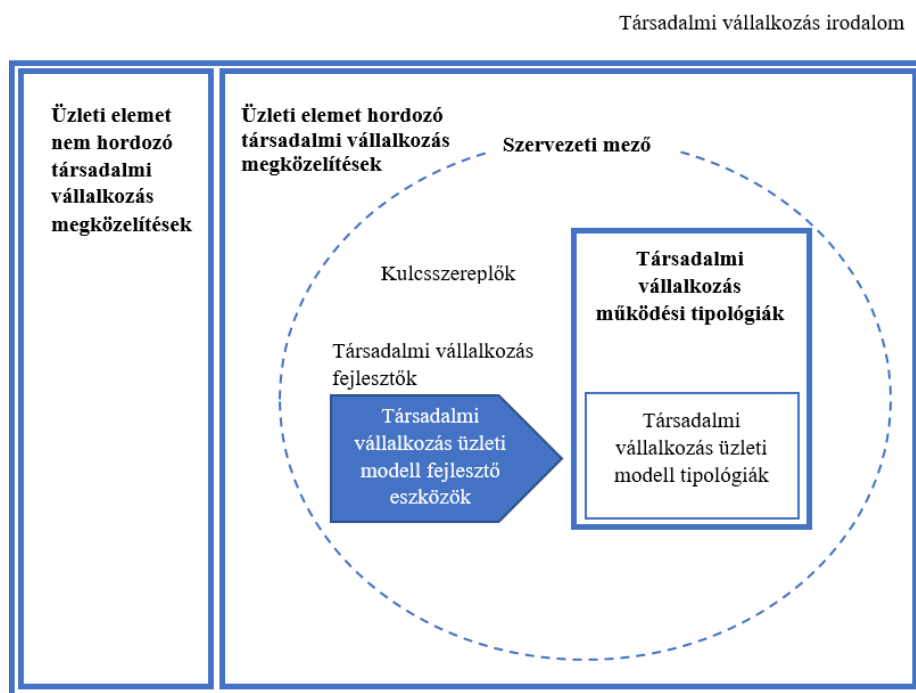 Társadalmi vállalkozás irodalom
Üzleti elemet
nem hordozó
társadalmi
vállalkozás
megközelítések
Üzleti elemet hordozó
társadalmi vállalkozás
megközelítések
Szervezeti mező
Kulcsszereplők
Társadalmi vállalkozás
fejlesztők
Társadalmi
vállalkozás üzleti
modell fejlesztő
eszközök
Társadalmi
vállalkozás
működési tipológiák
Társadalmi
vállalkozás üzleti
modell tipológiák